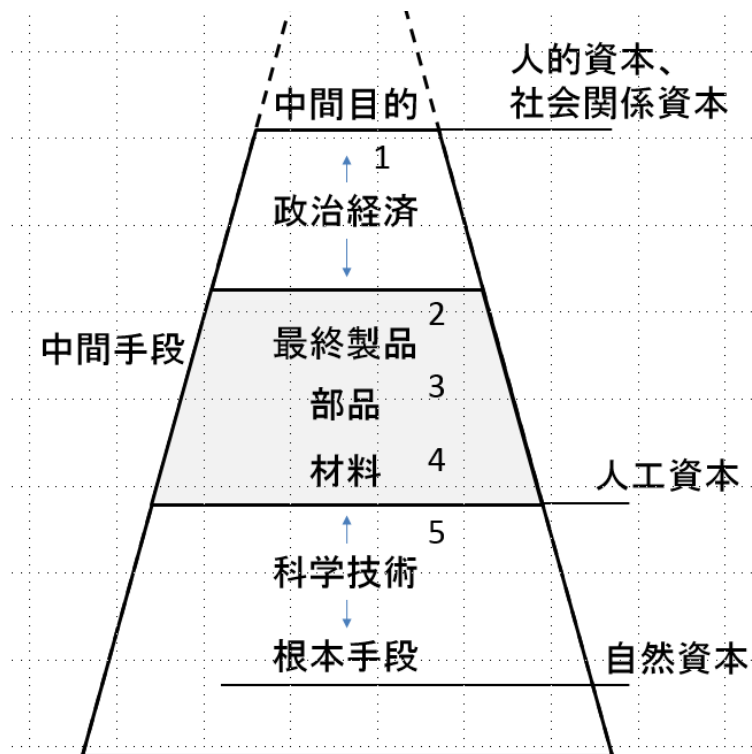 人的資本、
社会関係資本
中間目的
1
政治経済
中間手段
2
最終製品
3
部品
4
材料
人工資本
5
科学技術
根本手段
自然資本